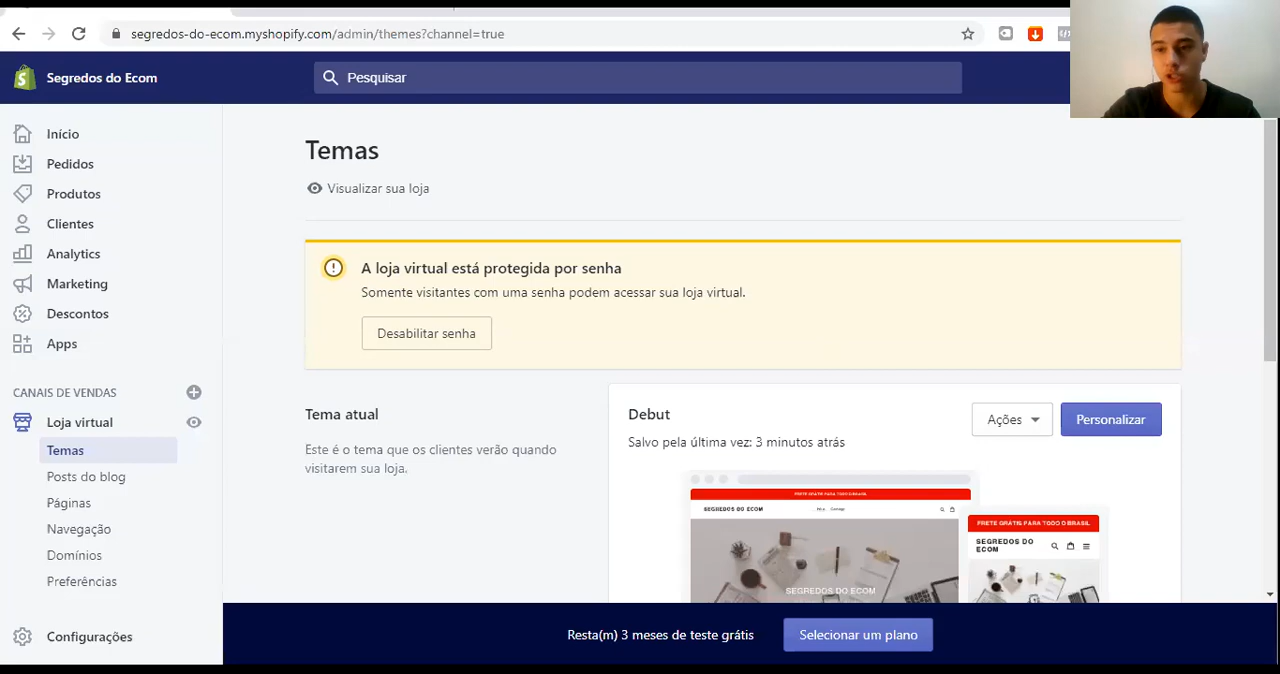 segredos-do-ecom.myshopify.com/admin/themes?channel=true
Segredos do Ecom
Pesquisar
Início
Pedidos
Produtos
Clientes
Analytics
Marketing
Descontos
Apps
CANAIS DE VENDAS
Loja virtual
Temas
Posts do blog
Páginas
Navegação
Domínios
Preferências
Configurações
Temas
Visualizar sua loja
A loja virtual está protegida por senha
Somente visitantes com uma senha podem acessar sua loja virtual.
Desabilitar senha
Tema atual
Este é o tema que os clientes verão quando
visitarem sua loja.
Debut
Salvo pela última vez: 3 minutos atrás
Ações
Personalizar
FRETE GRATIS PARA TODO O BRASIL
SEGREDOS DO ECOM
SEGREDOS DO ECOM
FRETE GRATIS PARA TODO O BRASIL
SEGREDOS DO
ECOM
Resta(m) 3 meses de teste grátis
Selecionar um plano